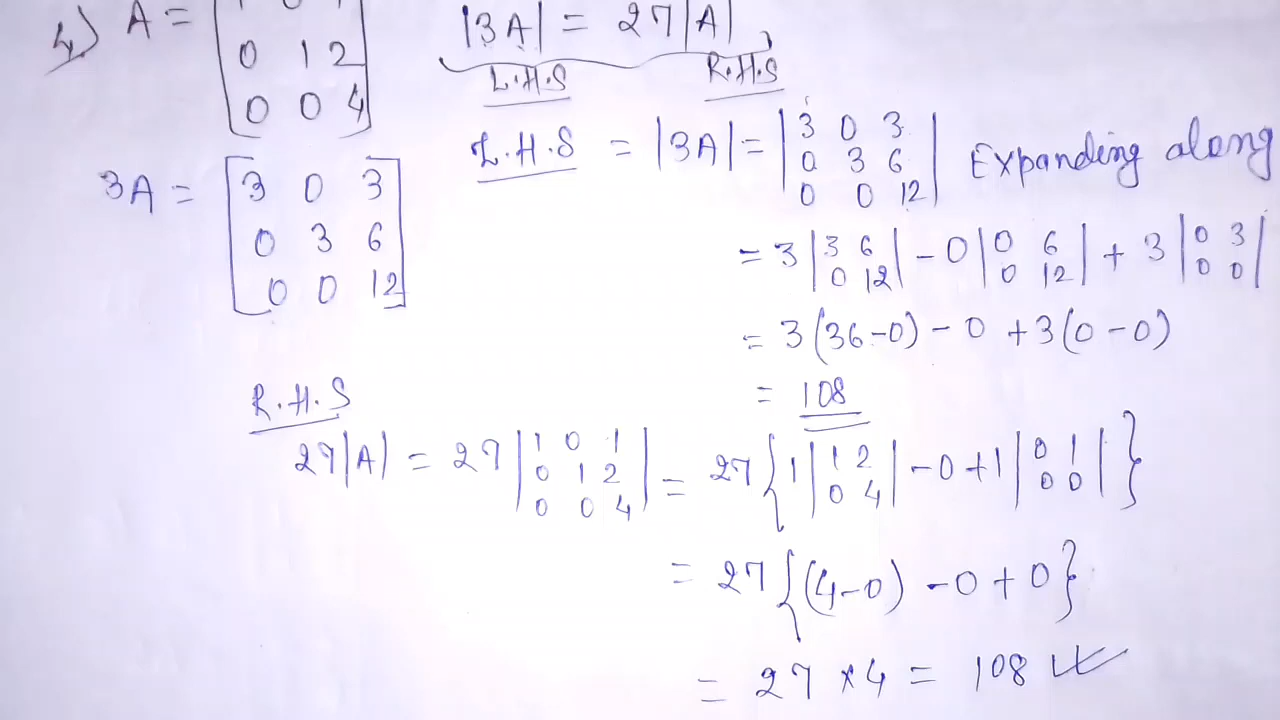 4) A = [1 0 1
0 1 2
0 0 4]
|3A| = 27|A|,
L.H.S R.H.S
3A = [3 0 3
0 3 6
0 0 12]
L.H.S = |3A| = |3 0 3
0 3 6
0 0 12| Expanding along
= 3|3 6
0 12| - 0|0 6
0 12| + 3|0 3
0 0|
= 3(36-0) - 0 + 3(0-0)
= 108
R.H.S
27|A| = 27|1 0 1
0 1 2
0 0 4| = 27{1|1 2
0 4| - 0 + 1|0 1
0 0|}
= 27{(4-0) - 0 + 0}
= 27 * 4 = 108